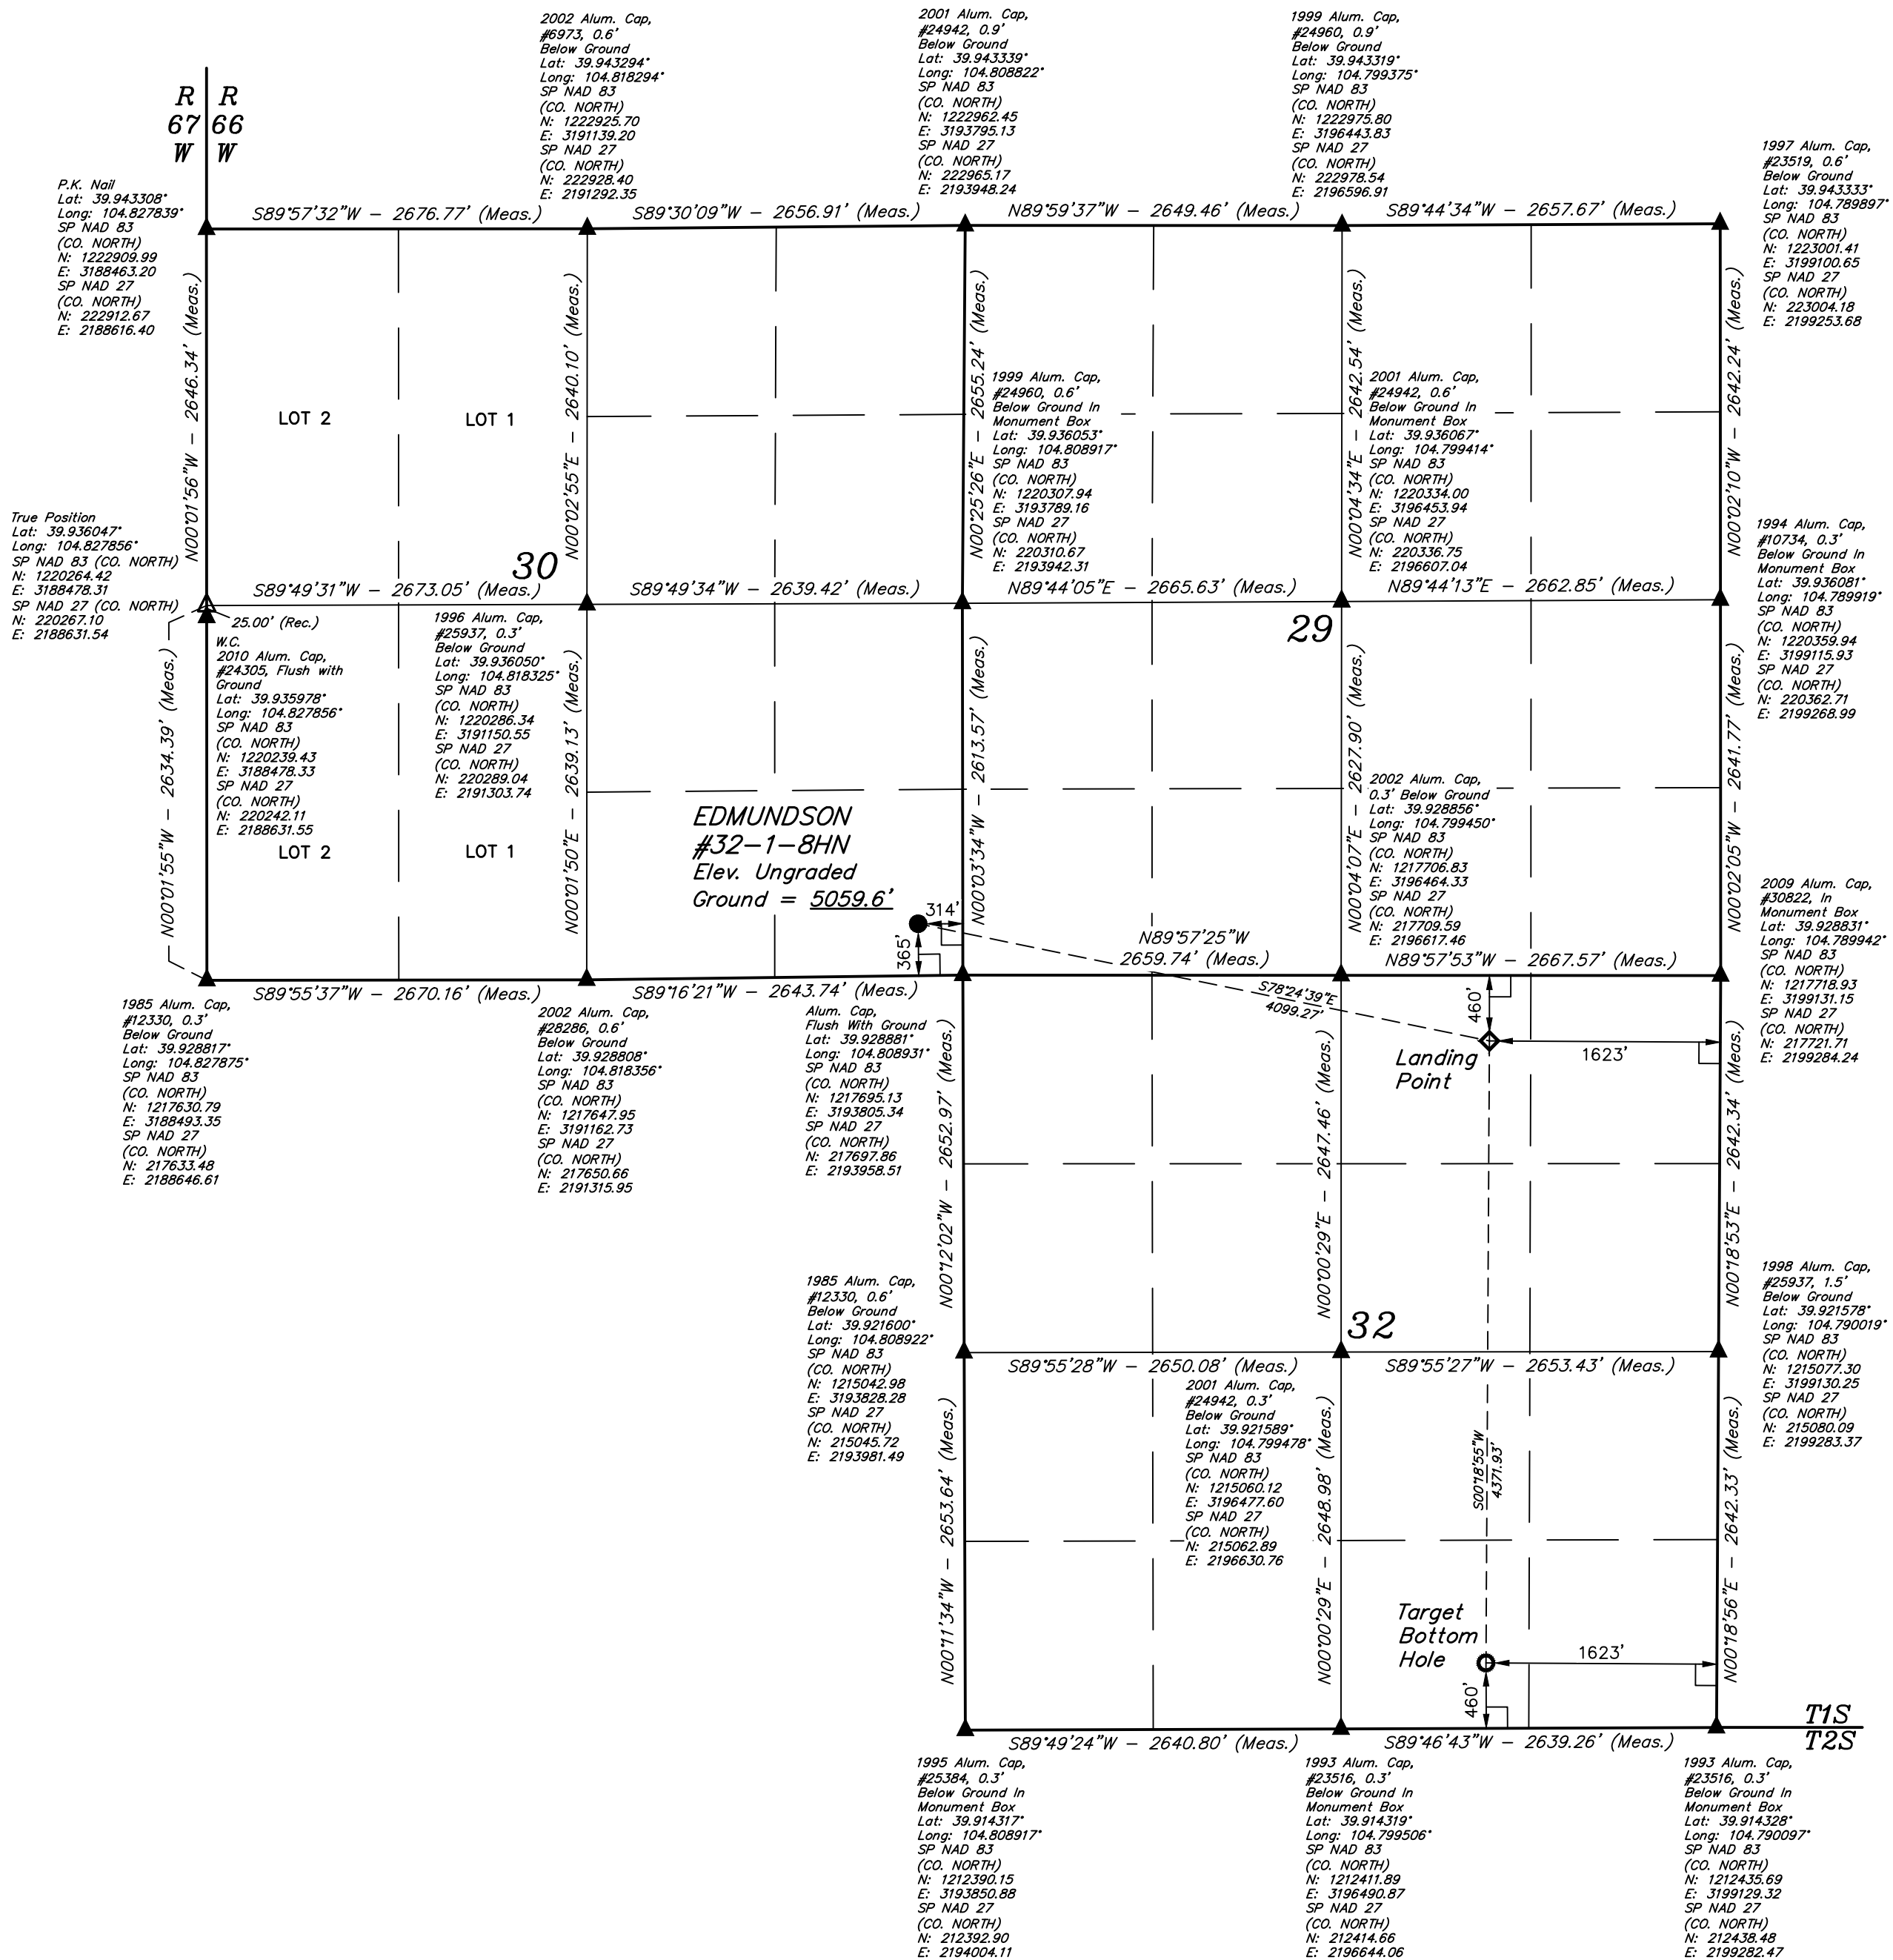 R R
67 66
W W
2002 Alum. Cap,
#6973, 0.6'
Below Ground
Lat: 39.943294°
Long: 104.818294°
SP NAD 83
(CO. NORTH)
N: 1222925.70
E: 3191139.20
SP NAD 27
(CO. NORTH)
N: 222928.40
E: 2191292.35
2001 Alum. Cap,
#24942, 0.9'
Below Ground
Lat: 39.943339°
Long: 104.808822°
SP NAD 83
(CO. NORTH)
N: 1222962.45
E: 3193795.13
SP NAD 27
(CO. NORTH)
N: 222965.17
E: 2193948.24
1999 Alum. Cap,
#24960, 0.9'
Below Ground
Lat: 39.943319°
Long: 104.799375°
SP NAD 83
(CO. NORTH)
N: 1222975.80
E: 3196443.83
SP NAD 27
(CO. NORTH)
N: 222978.54
E: 2196596.91
1997 Alum. Cap,
#23519, 0.6'
Below Ground
Lat: 39.943333°
Long: 104.789897°
SP NAD 83
(CO. NORTH)
N: 1223001.41
E: 3199100.65
SP NAD 27
(CO. NORTH)
N: 223004.18
E: 2199253.68
P.K. Nail
Lat: 39.943308°
Long: 104.827839°
SP NAD 83
(CO. NORTH)
N: 1222909.99
E: 3188463.20
SP NAD 27
(CO. NORTH)
N: 222912.67
E: 2188616.40
S89°57'32"W - 2676.77' (Meas.)
S89°30'09"W - 2656.91' (Meas.)
N89°59'37"W - 2649.46' (Meas.)
S89°44'34"W - 2657.67' (Meas.)
N00°01'56"W - 2646.34' (Meas.)
N00°02'55"E - 2640.10' (Meas.)
N00°25'26"E - 2655.24' (Meas.)
N00°04'34"E - 2642.54' (Meas.)
N00°02'10"W - 2642.24' (Meas.)
LOT 2
LOT 1
1999 Alum. Cap,
#24960, 0.6'
Below Ground In
Monument Box
Lat: 39.936053°
Long: 104.808917°
SP NAD 83
(CO. NORTH)
N: 1220307.94
E: 3193789.16
SP NAD 27
(CO. NORTH)
N: 220310.67
E: 2193942.31
2001 Alum. Cap,
#24942, 0.6'
Below Ground In
Monument Box
Lat: 39.936067°
Long: 104.799414°
SP NAD 83
(CO. NORTH)
N: 1220334.00
E: 3196453.94
SP NAD 27
(CO. NORTH)
N: 220336.75
E: 2196607.04
True Position
Lat: 39.936047°
Long: 104.827856°
SP NAD 83 (CO. NORTH)
N: 1220264.42
E: 3188478.31
SP NAD 27 (CO. NORTH)
N: 220267.10
E: 2188631.54
1994 Alum. Cap,
#10734, 0.3'
Below Ground In
Monument Box
Lat: 39.936081°
Long: 104.789919°
SP NAD 83
(CO. NORTH)
N: 1220359.94
E: 3199115.93
SP NAD 27
(CO. NORTH)
N: 220362.71
E: 2199268.99
30
S89°49'31"W - 2673.05' (Meas.)
S89°49'34"W - 2639.42' (Meas.)
N89°44'05"E - 2665.63' (Meas.)
N89°44'13"E - 2662.85' (Meas.)
29
25.00' (Rec.)
W.C.
2010 Alum. Cap,
#24305, Flush with
Ground
Lat: 39.935978°
Long: 104.827856°
SP NAD 83
(CO. NORTH)
N: 1220239.43
E: 3188478.33
SP NAD 27
(CO. NORTH)
N: 220242.11
E: 2188631.55
1996 Alum. Cap,
#25937, 0.3'
Below Ground
Lat: 39.936050°
Long: 104.818325°
SP NAD 83
(CO. NORTH)
N: 1220286.34
E: 3191150.55
SP NAD 27
(CO. NORTH)
N: 220289.04
E: 2191303.74
N00°01'55"W - 2634.39' (Meas.)
N00°01'50"E - 2639.13' (Meas.)
N00°03'34"W - 2613.57' (Meas.)
N00°04'07"E - 2627.90' (Meas.)
N00°02'05"W - 2641.77' (Meas.)
LOT 2
LOT 1
EDMUNDSON
#32-1-8HN
Elev. Ungraded
Ground = 5059.6'
314'
365'
2002 Alum. Cap,
0.3' Below Ground
Lat: 39.928856°
Long: 104.799450°
SP NAD 83
(CO. NORTH)
N: 1217706.83
E: 3196464.33
SP NAD 27
(CO. NORTH)
N: 217709.59
E: 2196617.46
2009 Alum. Cap,
#30822, In
Monument Box
Lat: 39.928831°
Long: 104.789942°
SP NAD 83
(CO. NORTH)
N: 1217718.93
E: 3199131.15
SP NAD 27
(CO. NORTH)
N: 217721.71
E: 2199284.24
N89°57'25"W
2659.74' (Meas.)
N89°57'53"W - 2667.57' (Meas.)
S89°55'37"W - 2670.16' (Meas.)
S89°16'21"W - 2643.74' (Meas.)
S78°24'39"E
4099.27'
460'
1623'
Landing
Point
1985 Alum. Cap,
#12330, 0.3'
Below Ground
Lat: 39.928817°
Long: 104.827875°
SP NAD 83
(CO. NORTH)
N: 1217630.79
E: 3188493.35
SP NAD 27
(CO. NORTH)
N: 217633.48
E: 2188646.61
2002 Alum. Cap,
#28286, 0.6'
Below Ground
Lat: 39.928808°
Long: 104.818356°
SP NAD 83
(CO. NORTH)
N: 1217647.95
E: 3191162.73
SP NAD 27
(CO. NORTH)
N: 217650.66
E: 2191315.95
Alum. Cap,
Flush With Ground
Lat: 39.928881°
Long: 104.808931°
SP NAD 83
(CO. NORTH)
N: 1217695.13
E: 3193805.34
SP NAD 27
(CO. NORTH)
N: 217697.86
E: 2193958.51
N00°12'02"W - 2652.97' (Meas.)
N00°00'29"E - 2647.46' (Meas.)
N00°18'53"E - 2642.34' (Meas.)
1985 Alum. Cap,
#12330, 0.6'
Below Ground
Lat: 39.921600°
Long: 104.808922°
SP NAD 83
(CO. NORTH)
N: 1215042.98
E: 3193828.28
SP NAD 27
(CO. NORTH)
N: 215045.72
E: 2193981.49
1998 Alum. Cap,
#25937, 1.5'
Below Ground
Lat: 39.921578°
Long: 104.790019°
SP NAD 83
(CO. NORTH)
N: 1215077.30
E: 3199130.25
SP NAD 27
(CO. NORTH)
N: 215080.09
E: 2199283.37
32
S89°55'28"W - 2650.08' (Meas.)
S89°55'27"W - 2653.43' (Meas.)
2001 Alum. Cap,
#24942, 0.3'
Below Ground
Lat: 39.921589°
Long: 104.799478°
SP NAD 83
(CO. NORTH)
N: 1215060.12
E: 3196477.60
SP NAD 27
(CO. NORTH)
N: 215062.89
E: 2196630.76
N00°11'34"W - 2653.64' (Meas.)
N00°00'29"E - 2648.98' (Meas.)
S00°18'55"W
4371.93'
N00°18'56"E - 2642.33' (Meas.)
Target
Bottom
Hole
1623'
460'
T1S
T2S
S89°49'24"W - 2640.80' (Meas.)
S89°46'43"W - 2639.26' (Meas.)
1995 Alum. Cap,
#25384, 0.3'
Below Ground In
Monument Box
Lat: 39.914317°
Long: 104.808917°
SP NAD 83
(CO. NORTH)
N: 1212390.15
E: 3193850.88
SP NAD 27
(CO. NORTH)
N: 212392.90
E: 2194004.11
1993 Alum. Cap,
#23516, 0.3'
Below Ground In
Monument Box
Lat: 39.914319°
Long: 104.799506°
SP NAD 83
(CO. NORTH)
N: 1212411.89
E: 3196490.87
SP NAD 27
(CO. NORTH)
N: 212414.66
E: 2196644.06
1993 Alum. Cap,
#23516, 0.3'
Below Ground In
Monument Box
Lat: 39.914328°
Long: 104.790097°
SP NAD 83
(CO. NORTH)
N: 1212435.69
E: 3199129.32
SP NAD 27
(CO. NORTH)
N: 212438.48
E: 2199282.47